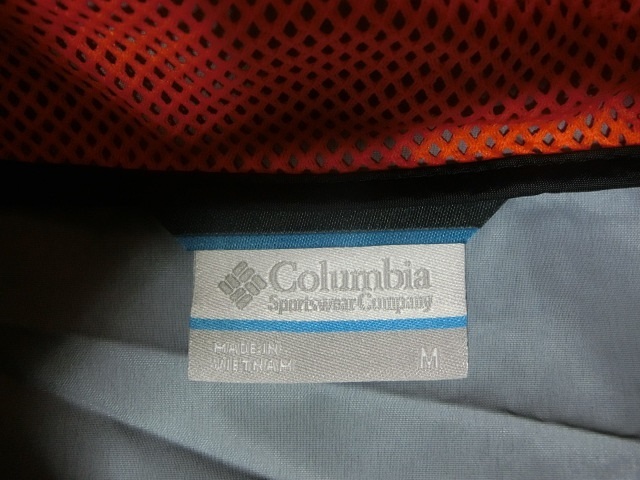 Columbia
Sportswear Company
MADE IN
VIETNAM
M